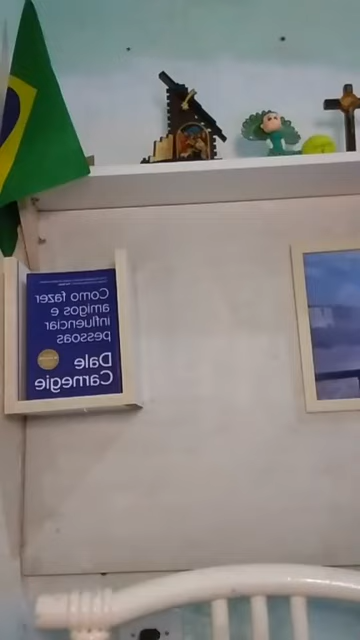 Como fazer
amigos e
influenciar
pessoas
Dale
Carnegie